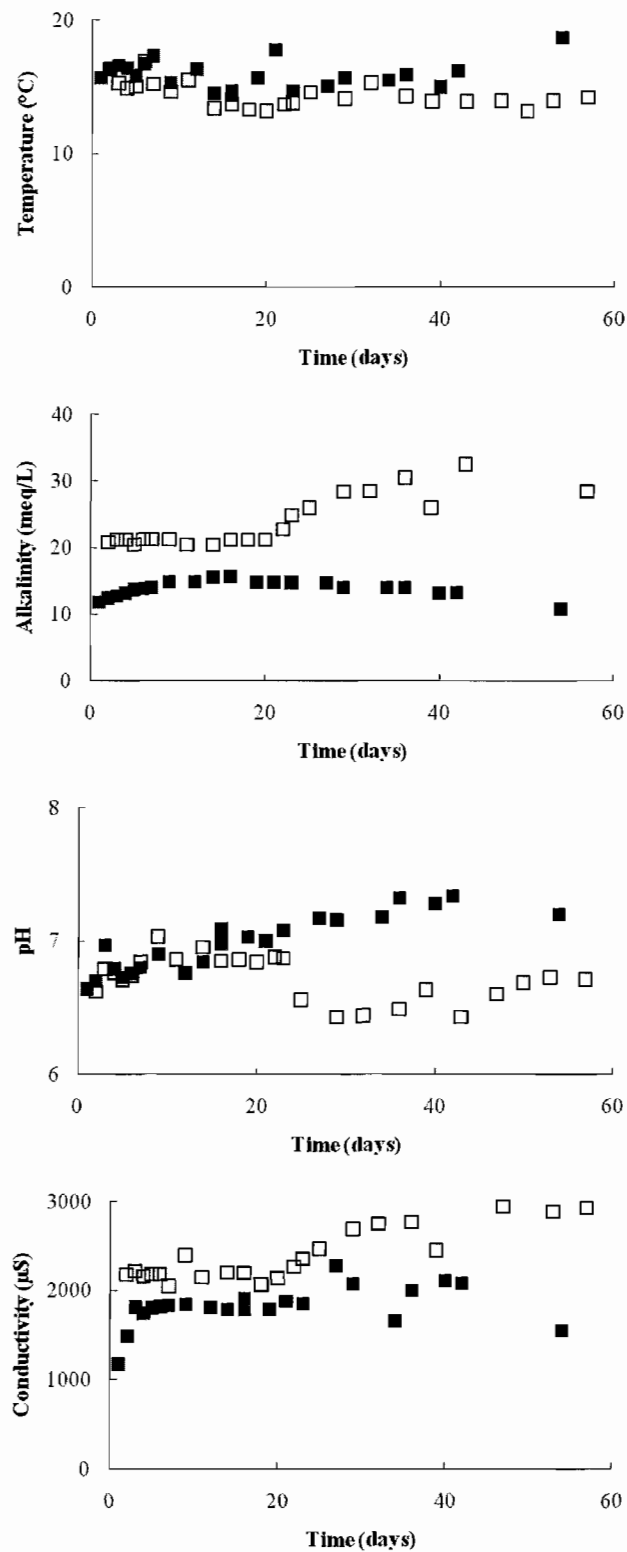 20
10
0
Temperature (°C)
0 20 40 60
Time (days)
40
30
20
10
0
Alkalinity (meq/L)
0 20 40 60
Time (days)
8
7
6
pH
0 20 40 60
Time (days)
3000
2000
1000
0
Conductivity (µS)
0 20 40 60
Time (days)